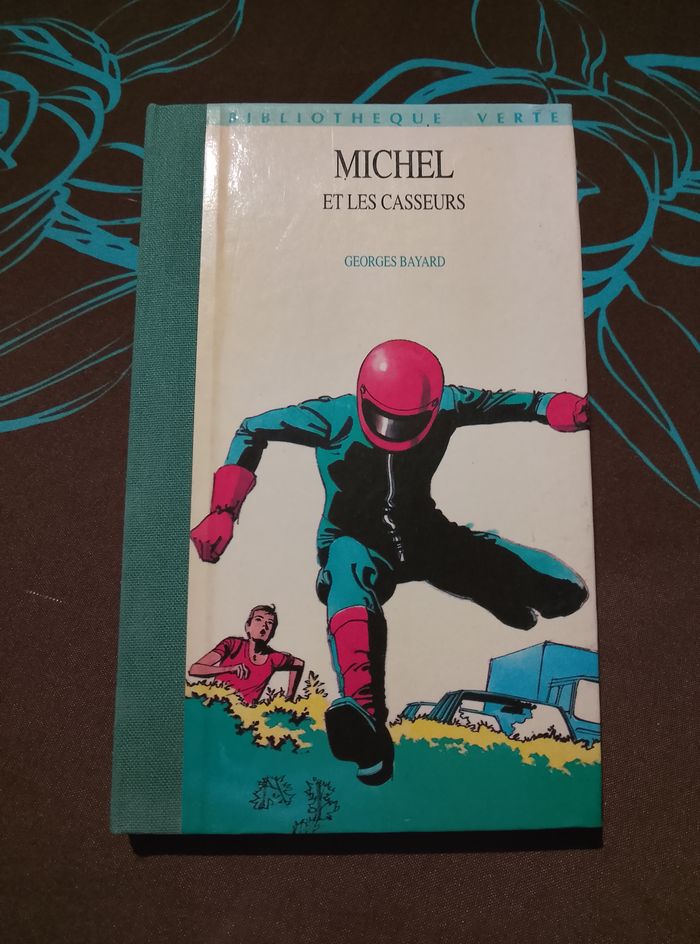 BIBLIOTHEQUE VERTE
MICHEL
ET LES CASSEURS
GEORGES BAYARD